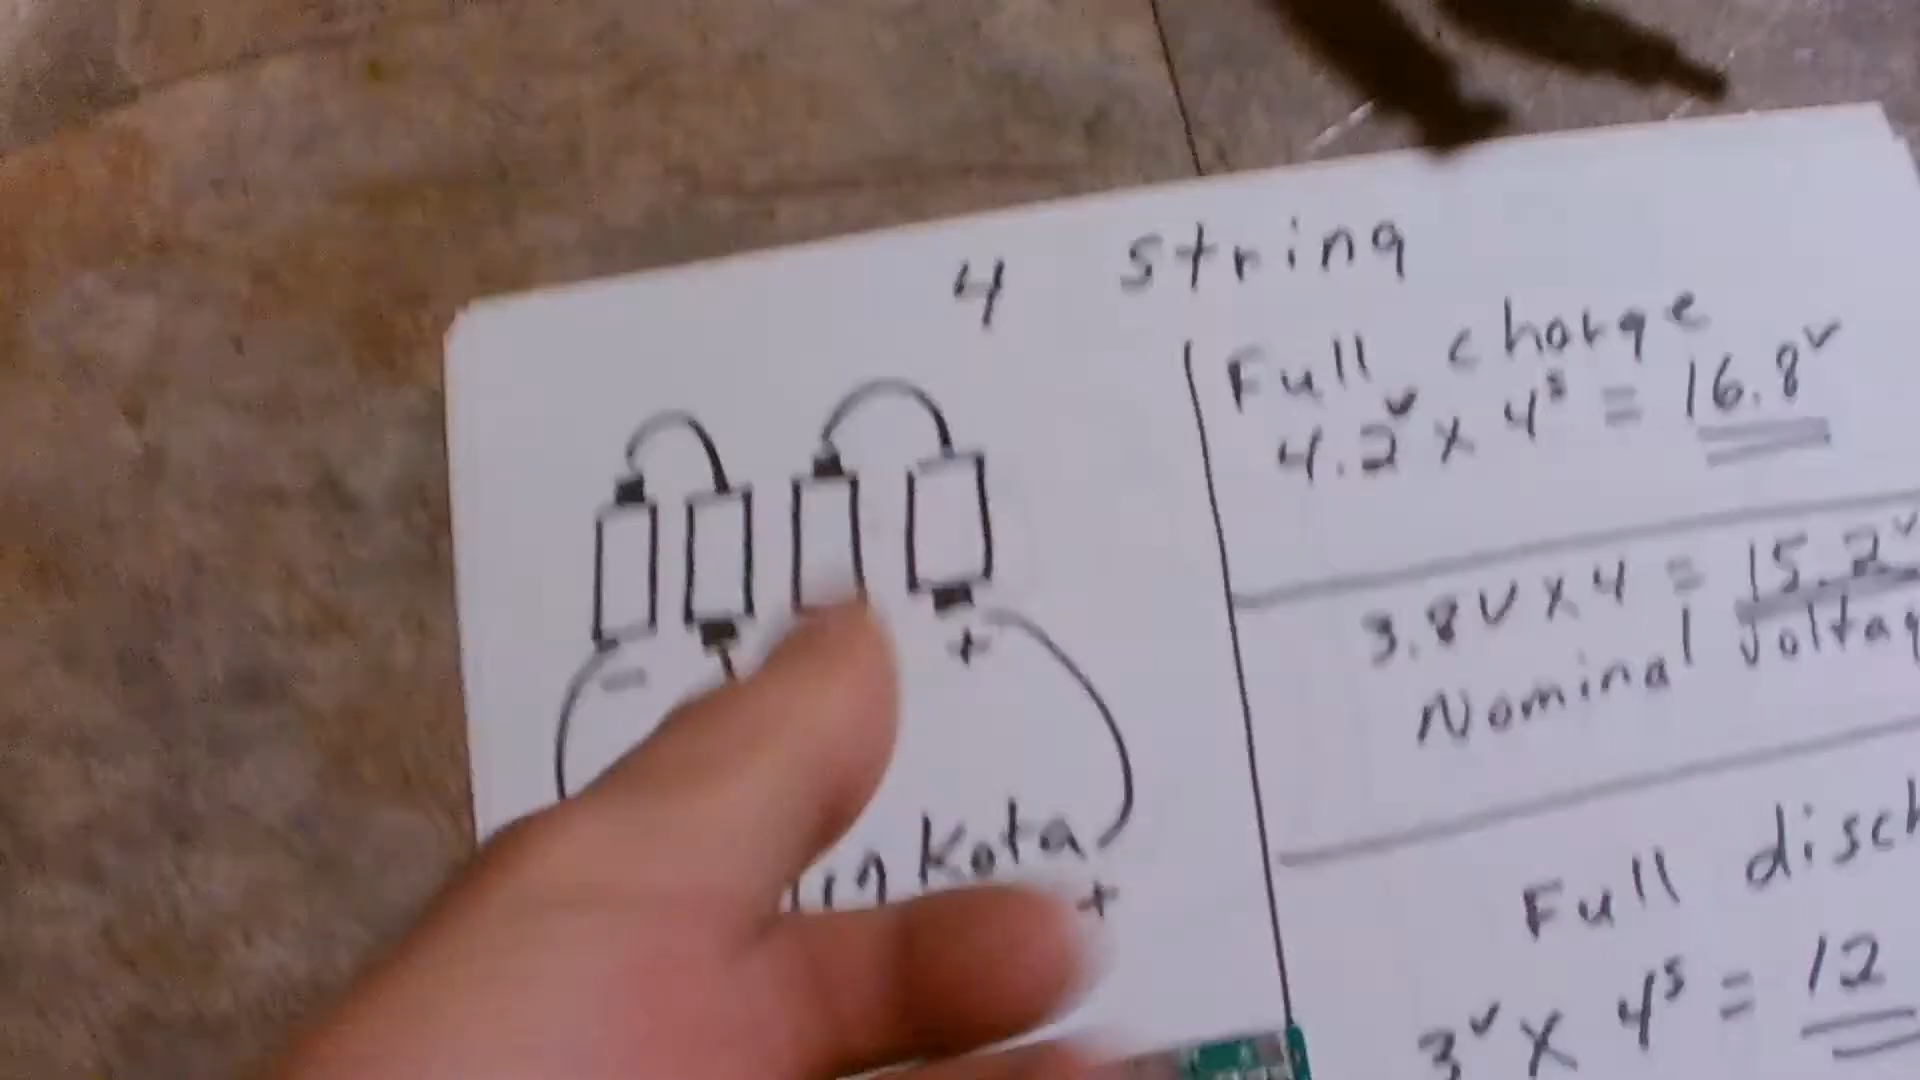 4 string
Full charge
4.2v x 4s = 16.8v
3.8V x 4 = 15.2v
Nominal voltag
Full disch
3v x 4s = 12
-
+
Kota
+